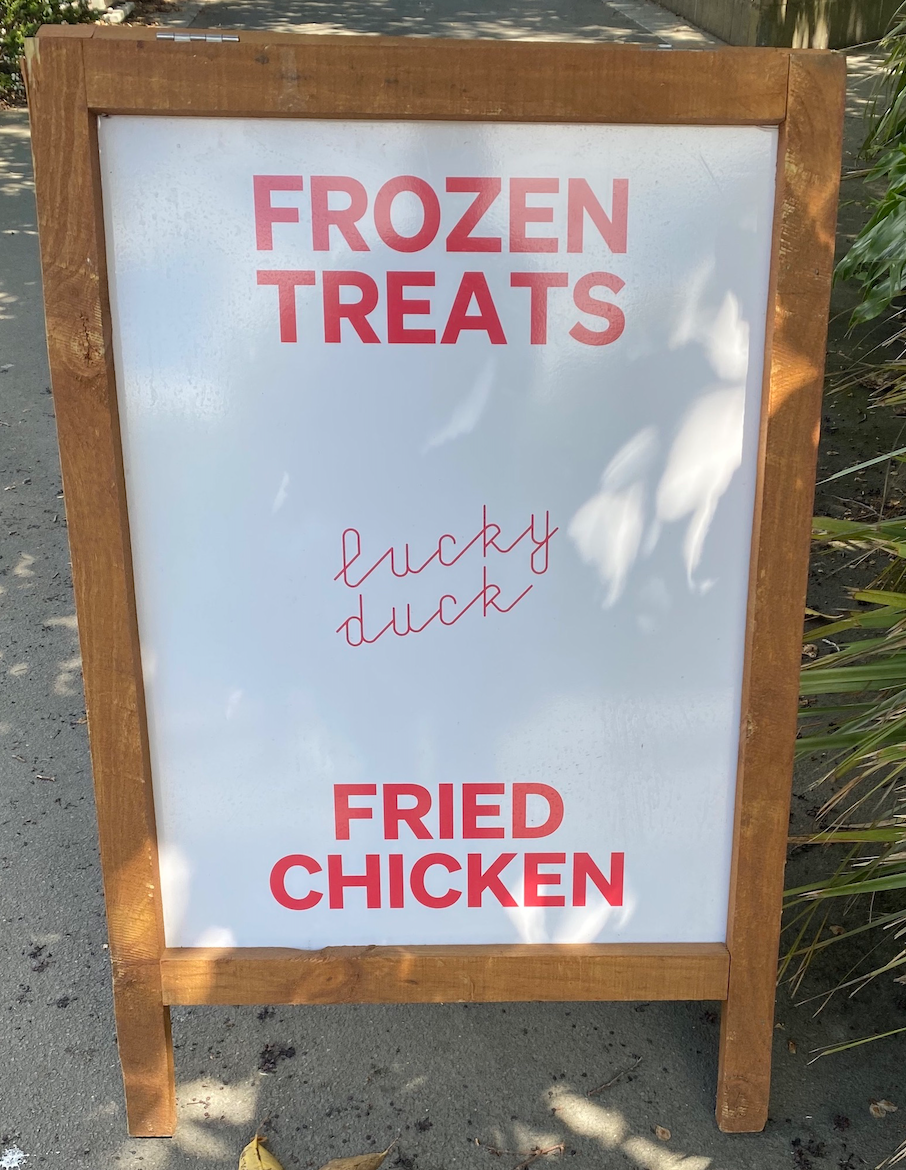 FROZEN
TREATS
lucky
duck
FRIED
CHICKEN